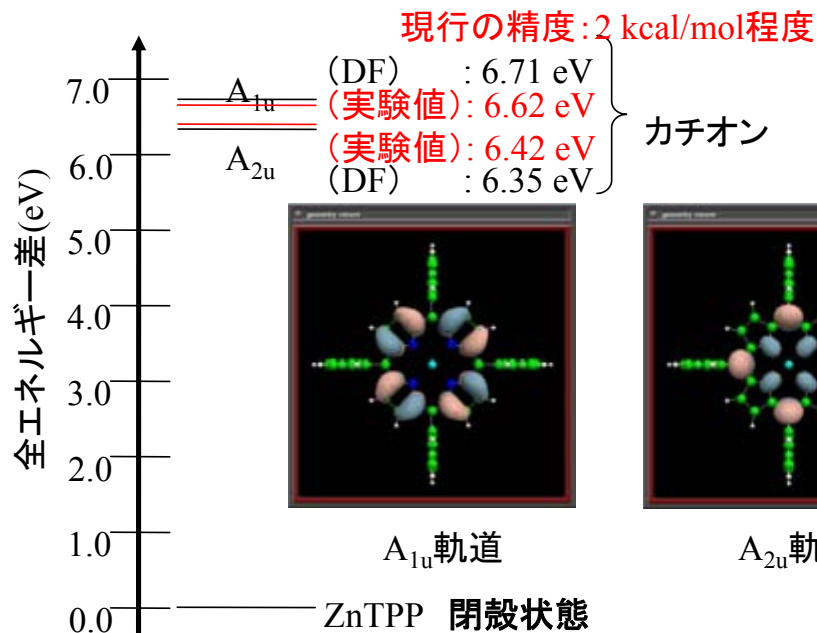 現行の精度:2 kcal/mol程度
7.0
A1u
(DF) : 6.71 eV
(実験値): 6.62 eV
(実験値): 6.42 eV
(DF) : 6.35 eV
カチオン
6.0
A2u
全エネルギー差(eV)
5.0
4.0
3.0
2.0
1.0
0.0
A1u軌道
A2u軌
ZnTPP 閉殻状態